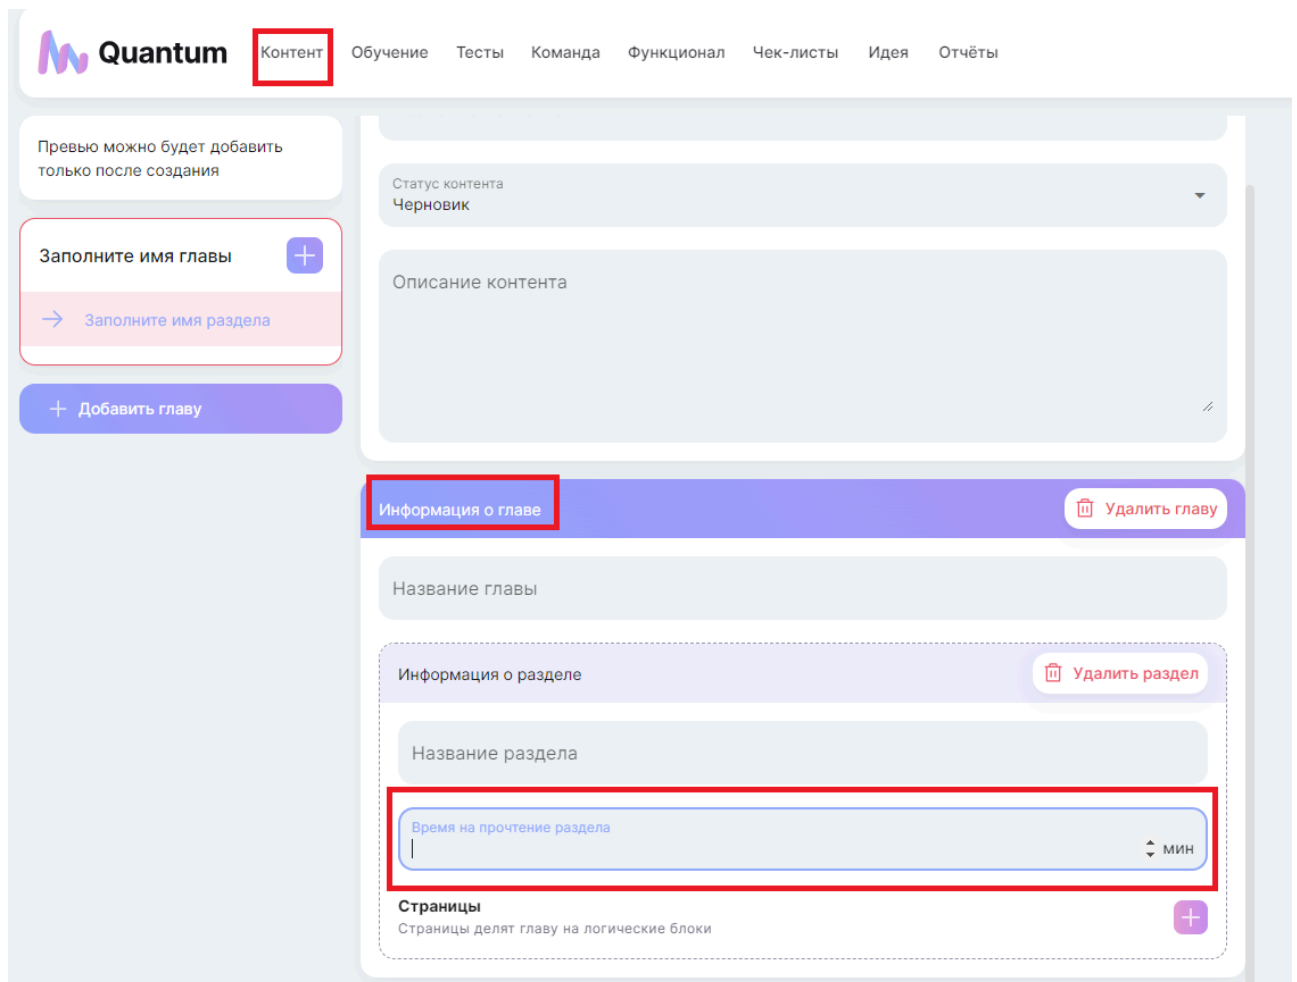 Quantum
Контент
Обучение
Тесты
Команда
Функционал
Чек-листы
Идея
Отчёты
Превью можно будет добавить
только после создания
Заполните имя главы
Заполните имя раздела
Добавить главу
Статус контента
Черновик
Описание контента
Информация о главе
Удалить главу
Название главы
Информация о разделе
Удалить раздел
Название раздела
Время на прочтение раздела
мин
Страницы
Страницы делят главу на логические блоки